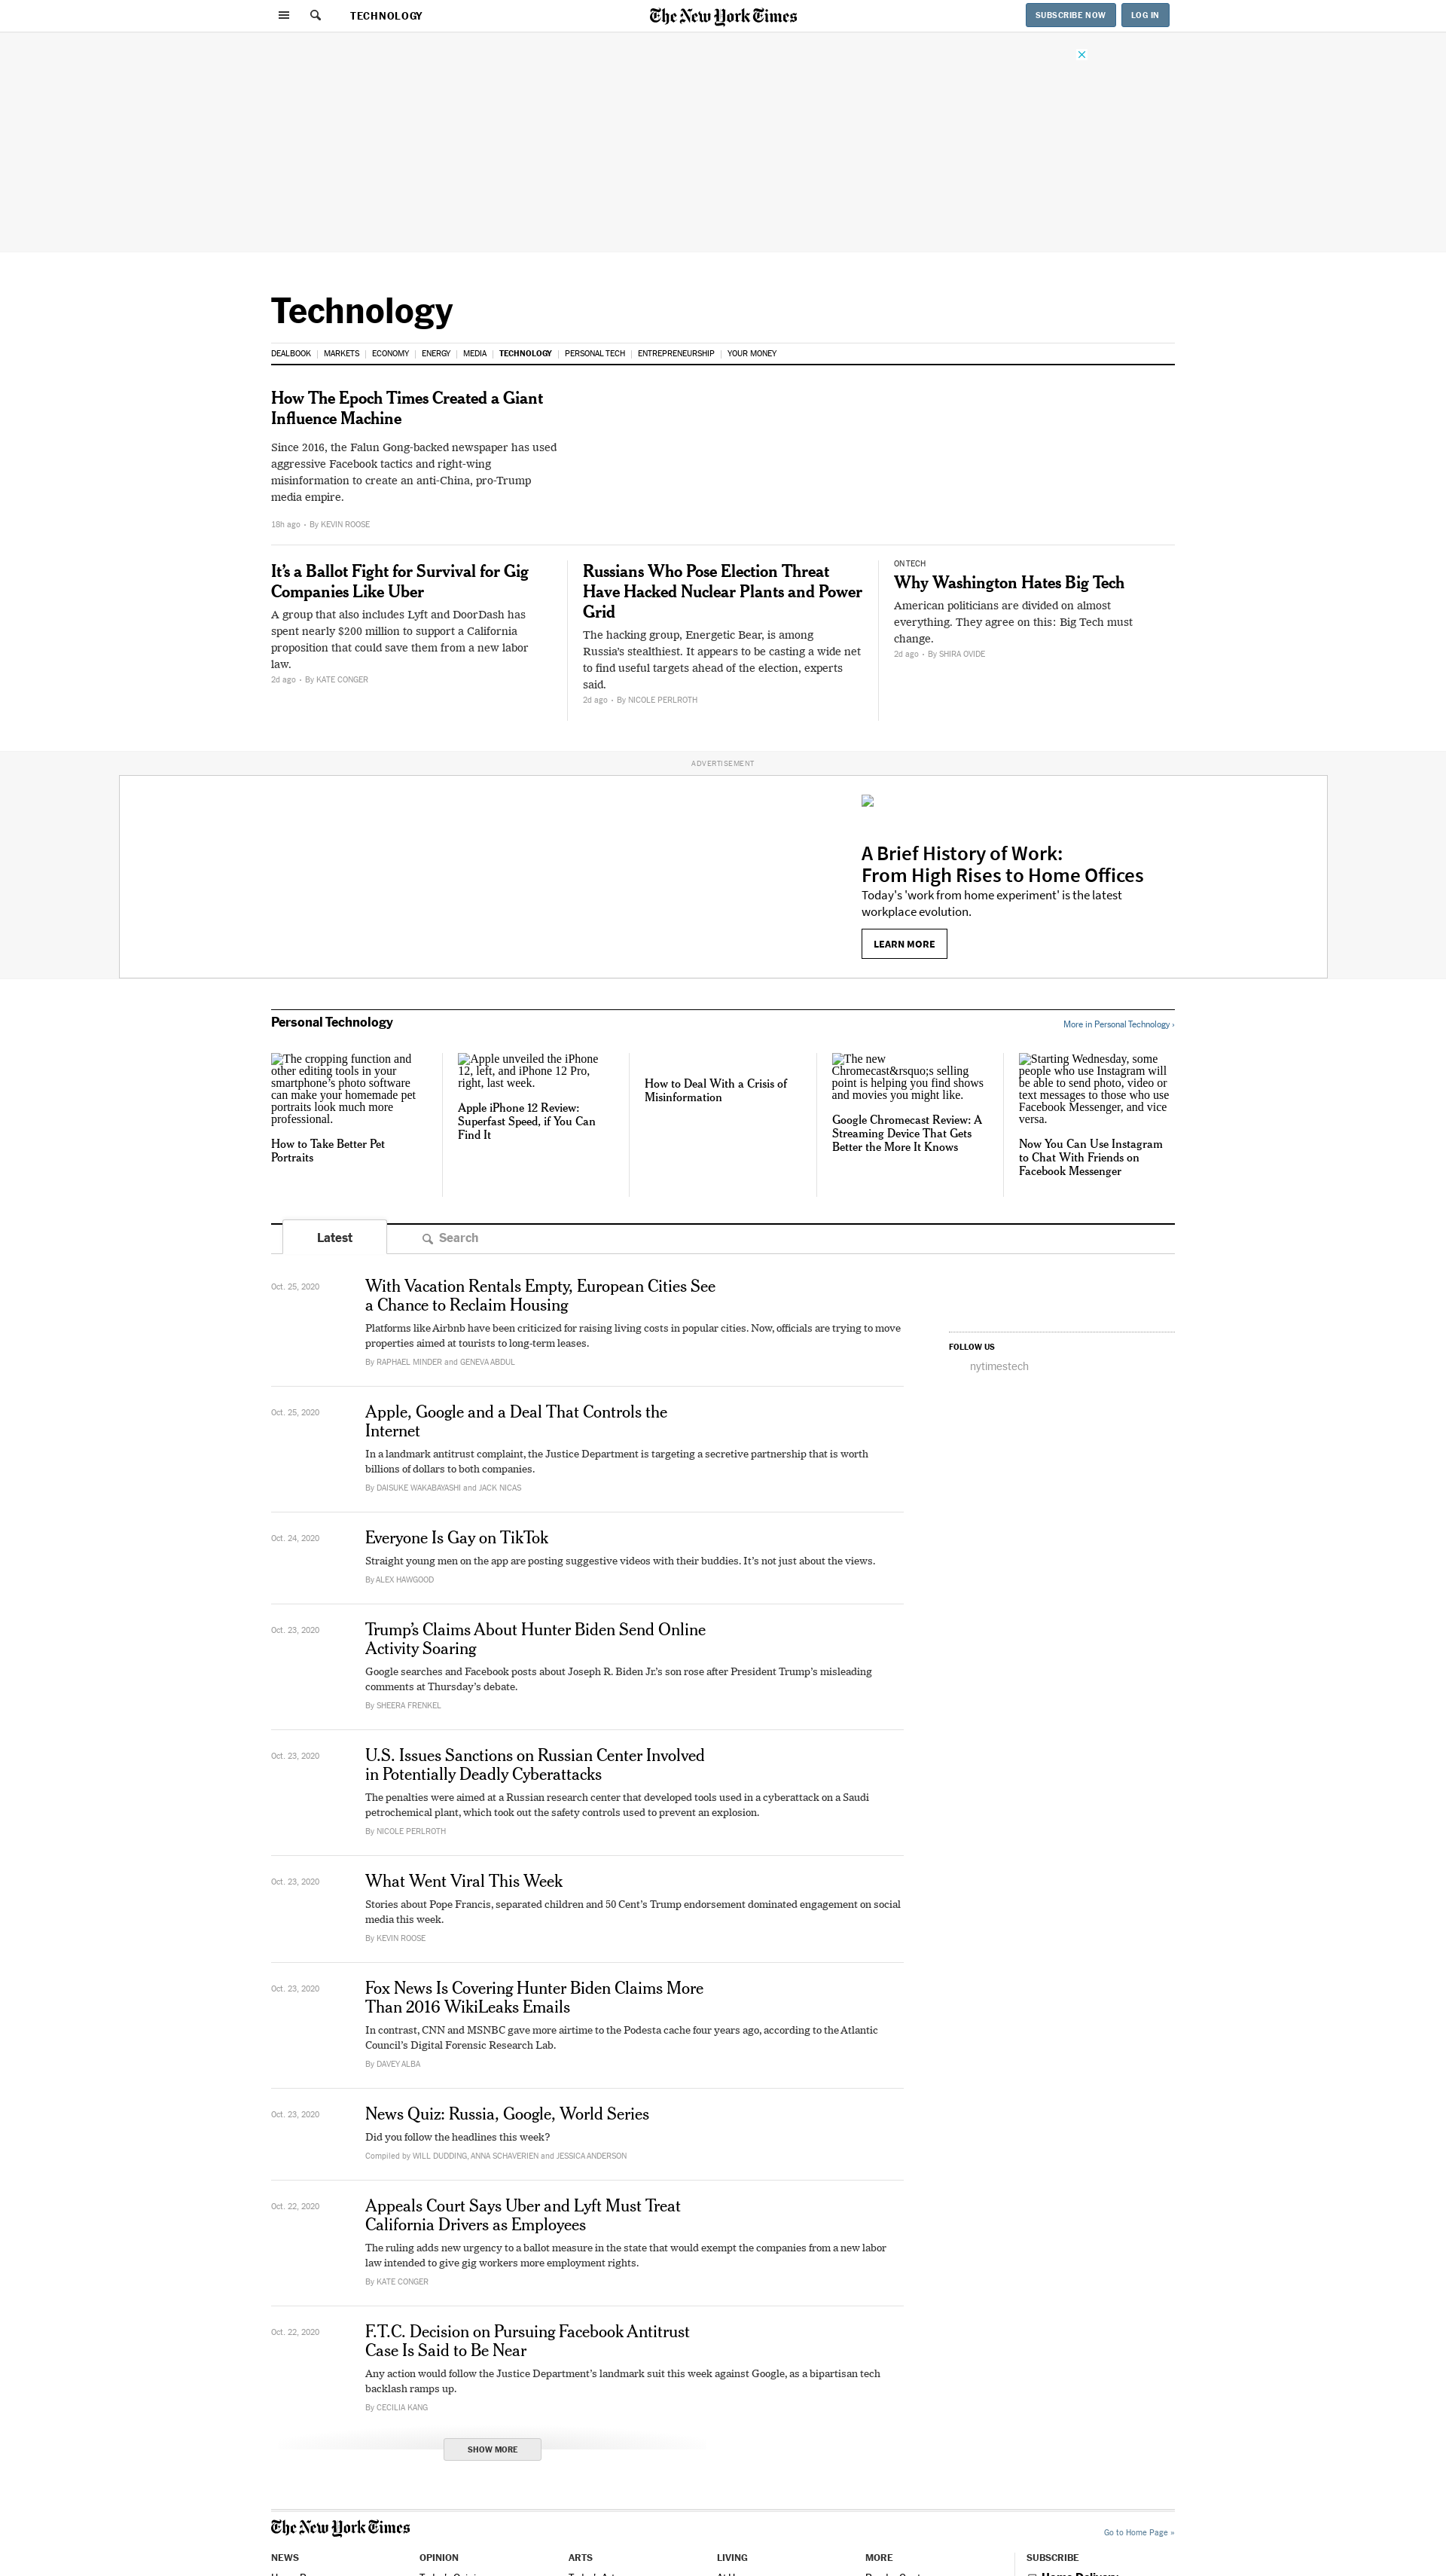 TECHNOLOGY
The New York Times
SUBSCRIBE NOW
LOG IN
Technology
DEALBOOK
MARKETS
ECONOMY
ENERGY
MEDIA
TECHNOLOGY
PERSONAL TECH
ENTREPRENEURSHIP
YOUR MONEY
How The Epoch Times Created a Giant
Influence Machine
Since 2016, the Falun Gong-backed newspaper has used
aggressive Facebook tactics and right-wing
misinformation to create an anti-China, pro-Trump
media empire.
18h ago • By KEVIN ROOSE
It’s a Ballot Fight for Survival for Gig
Companies Like Uber
A group that also includes Lyft and DoorDash has
spent nearly $200 million to support a California
proposition that could save them from a new labor
law.
2d ago • By KATE CONGER
Russians Who Pose Election Threat
Have Hacked Nuclear Plants and Power
Grid
The hacking group, Energetic Bear, is among
Russia’s stealthiest. It appears to be casting a wide net
to find useful targets ahead of the election, experts
said.
2d ago • By NICOLE PERLROTH
ON TECH
Why Washington Hates Big Tech
American politicians are divided on almost
everything. They agree on this: Big Tech must
change.
2d ago • By SHIRA OVIDE
ADVERTISEMENT
A Brief History of Work:
From High Rises to Home Offices
Today's 'work from home experiment' is the latest
workplace evolution.
LEARN MORE
Personal Technology
More in Personal Technology ›
The cropping function and
other editing tools in your
smartphone’s photo software
can make your homemade pet
portraits look much more
professional.
How to Take Better Pet
Portraits
Apple unveiled the iPhone
12, left, and iPhone 12 Pro,
right, last week.
Apple iPhone 12 Review:
Superfast Speed, if You Can
Find It
How to Deal With a Crisis of
Misinformation
The new
Chromecast&rsquo;s selling
point is helping you find shows
and movies you might like.
Google Chromecast Review: A
Streaming Device That Gets
Better the More It Knows
Starting Wednesday, some
people who use Instagram will
be able to send photo, video or
text messages to those who use
Facebook Messenger, and vice
versa.
Now You Can Use Instagram
to Chat With Friends on
Facebook Messenger
Latest
Search
Oct. 25, 2020
With Vacation Rentals Empty, European Cities See
a Chance to Reclaim Housing
Platforms like Airbnb have been criticized for raising living costs in popular cities. Now, officials are trying to move
properties aimed at tourists to long-term leases.
By RAPHAEL MINDER and GENEVA ABDUL
FOLLOW US
nytimestech
Oct. 25, 2020
Apple, Google and a Deal That Controls the
Internet
In a landmark antitrust complaint, the Justice Department is targeting a secretive partnership that is worth
billions of dollars to both companies.
By DAISUKE WAKABAYASHI and JACK NICAS
Oct. 24, 2020
Everyone Is Gay on TikTok
Straight young men on the app are posting suggestive videos with their buddies. It’s not just about the views.
By ALEX HAWGOOD
Oct. 23, 2020
Trump’s Claims About Hunter Biden Send Online
Activity Soaring
Google searches and Facebook posts about Joseph R. Biden Jr.’s son rose after President Trump’s misleading
comments at Thursday’s debate.
By SHEERA FRENKEL
Oct. 23, 2020
U.S. Issues Sanctions on Russian Center Involved
in Potentially Deadly Cyberattacks
The penalties were aimed at a Russian research center that developed tools used in a cyberattack on a Saudi
petrochemical plant, which took out the safety controls used to prevent an explosion.
By NICOLE PERLROTH
Oct. 23, 2020
What Went Viral This Week
Stories about Pope Francis, separated children and 50 Cent’s Trump endorsement dominated engagement on social
media this week.
By KEVIN ROOSE
Oct. 23, 2020
Fox News Is Covering Hunter Biden Claims More
Than 2016 WikiLeaks Emails
In contrast, CNN and MSNBC gave more airtime to the Podesta cache four years ago, according to the Atlantic
Council’s Digital Forensic Research Lab.
By DAVEY ALBA
Oct. 23, 2020
News Quiz: Russia, Google, World Series
Did you follow the headlines this week?
Compiled by WILL DUDDING, ANNA SCHAVERIEN and JESSICA ANDERSON
Oct. 22, 2020
Appeals Court Says Uber and Lyft Must Treat
California Drivers as Employees
The ruling adds new urgency to a ballot measure in the state that would exempt the companies from a new labor
law intended to give gig workers more employment rights.
By KATE CONGER
Oct. 22, 2020
F.T.C. Decision on Pursuing Facebook Antitrust
Case Is Said to Be Near
Any action would follow the Justice Department’s landmark suit this week against Google, as a bipartisan tech
backlash ramps up.
By CECILIA KANG
SHOW MORE
The New York Times
Go to Home Page »
NEWS
OPINION
ARTS
LIVING
MORE
SUBSCRIBE